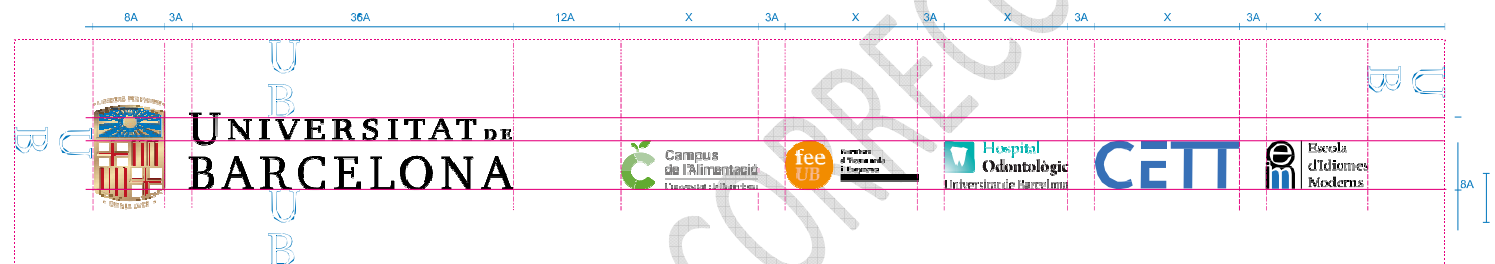 8A 3A 36A 12A X 3A X 3A X 3A X 3A X
U
B
U
B
U
B
UNIVERSITAT DE
BARCELONA
U
B
Campus
de l'Alimentació
fee
UB
Hospital
Odontològic
Universitat de Barcelona
CETT
Escola
d'Idiomes
Moderns
8A
CORRECO